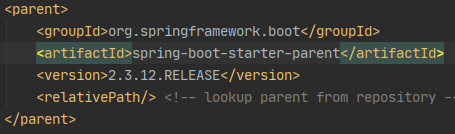 <parent>
<groupId>org.springframework.boot</groupId>
<artifactId>spring-boot-starter-parent</artifactId>
<version>2.3.12.RELEASE</version>
<relativePath/> <!-- lookup parent from repository -
</parent>